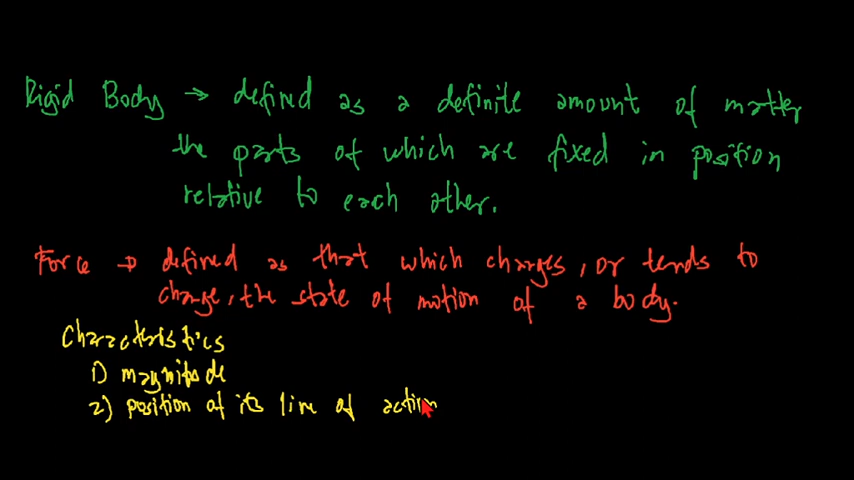 Rigid Body → defined as a definite amount of matter
the parts of which are fixed in position
relative to each other.
Force → defined as that which changes, or tends to
change, the state of motion of a body.
Characteristics
1) magnitude
2) position of its line of action